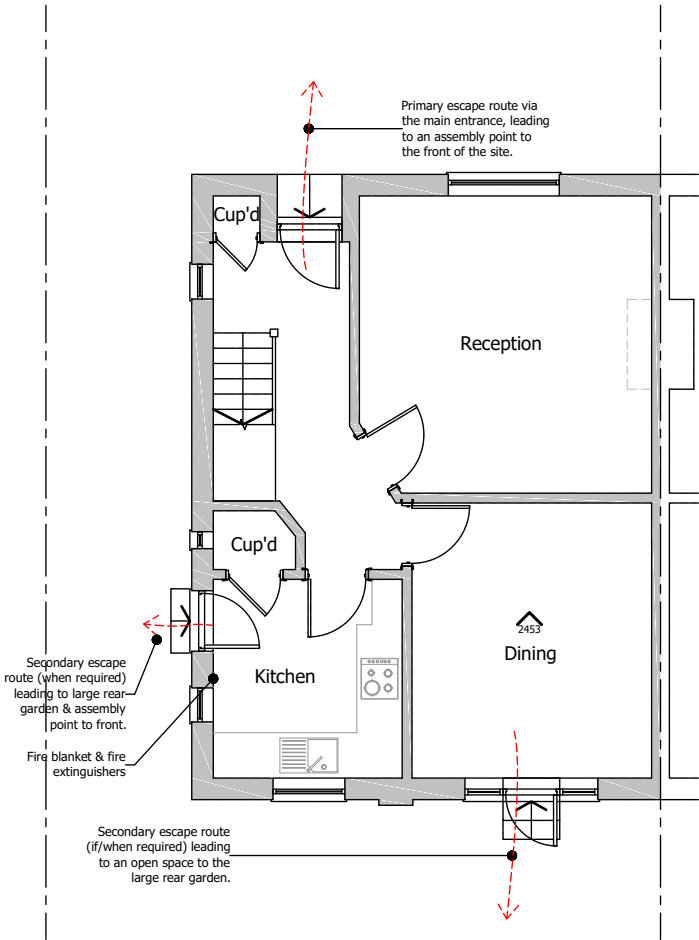 Primary escape route via
the main entrance, leading
to an assembly point to
the front of the site.
Cup'd
Reception
Cup'd
2453
Dining
Kitchen
Secondary escape
route (when required)
leading to large rear
garden & assembly
point to front.
Fire blanket & fire
extinguishers
Secondary escape route
(if/when required) leading
to an open space to the
large rear garden.